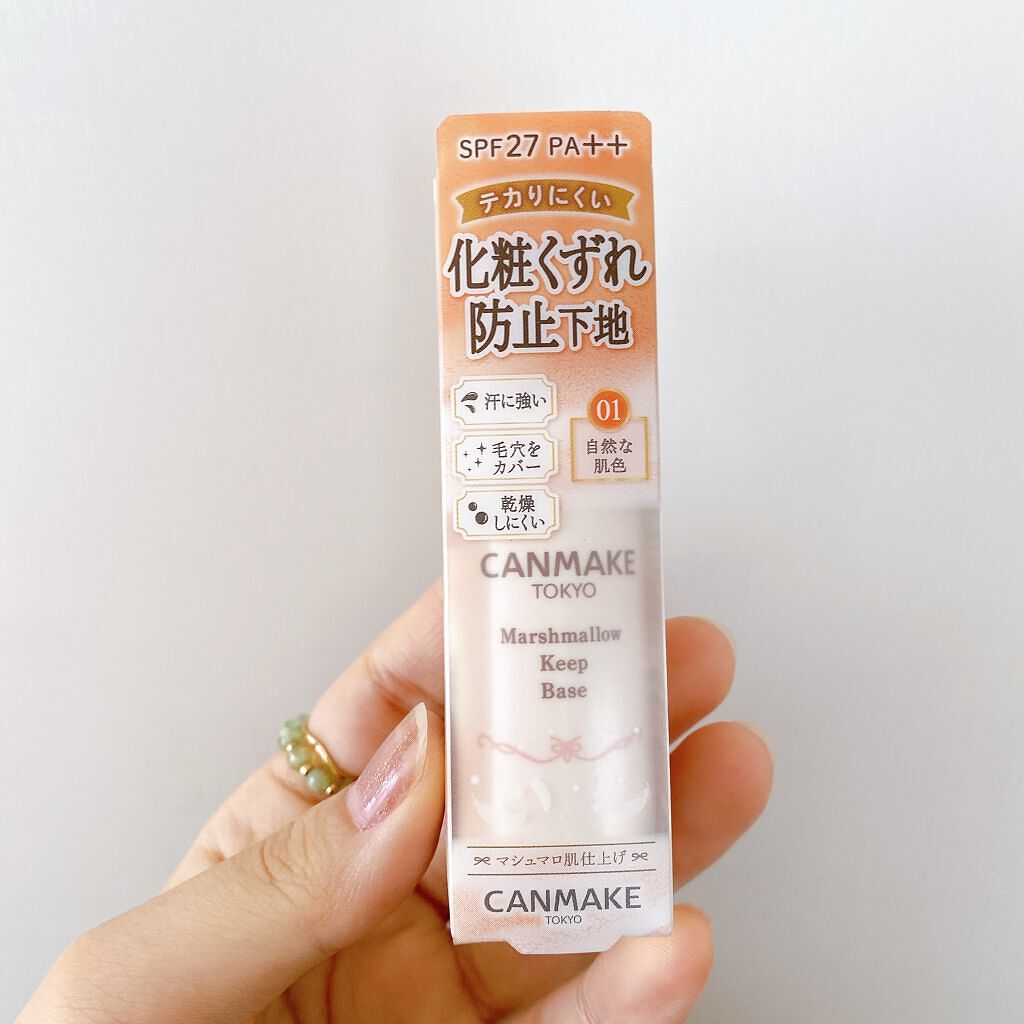 SPF27 PA++
テカりにくい
化粧くずれ
防止下地
汗に強い
毛穴を
カバー
乾燥
しにくい
01
自然な
肌色
CANMAKE
TOKYO
Marshmallow
Keep
Base
マシュマロ肌仕上げ
CANMAKE
TOKYO